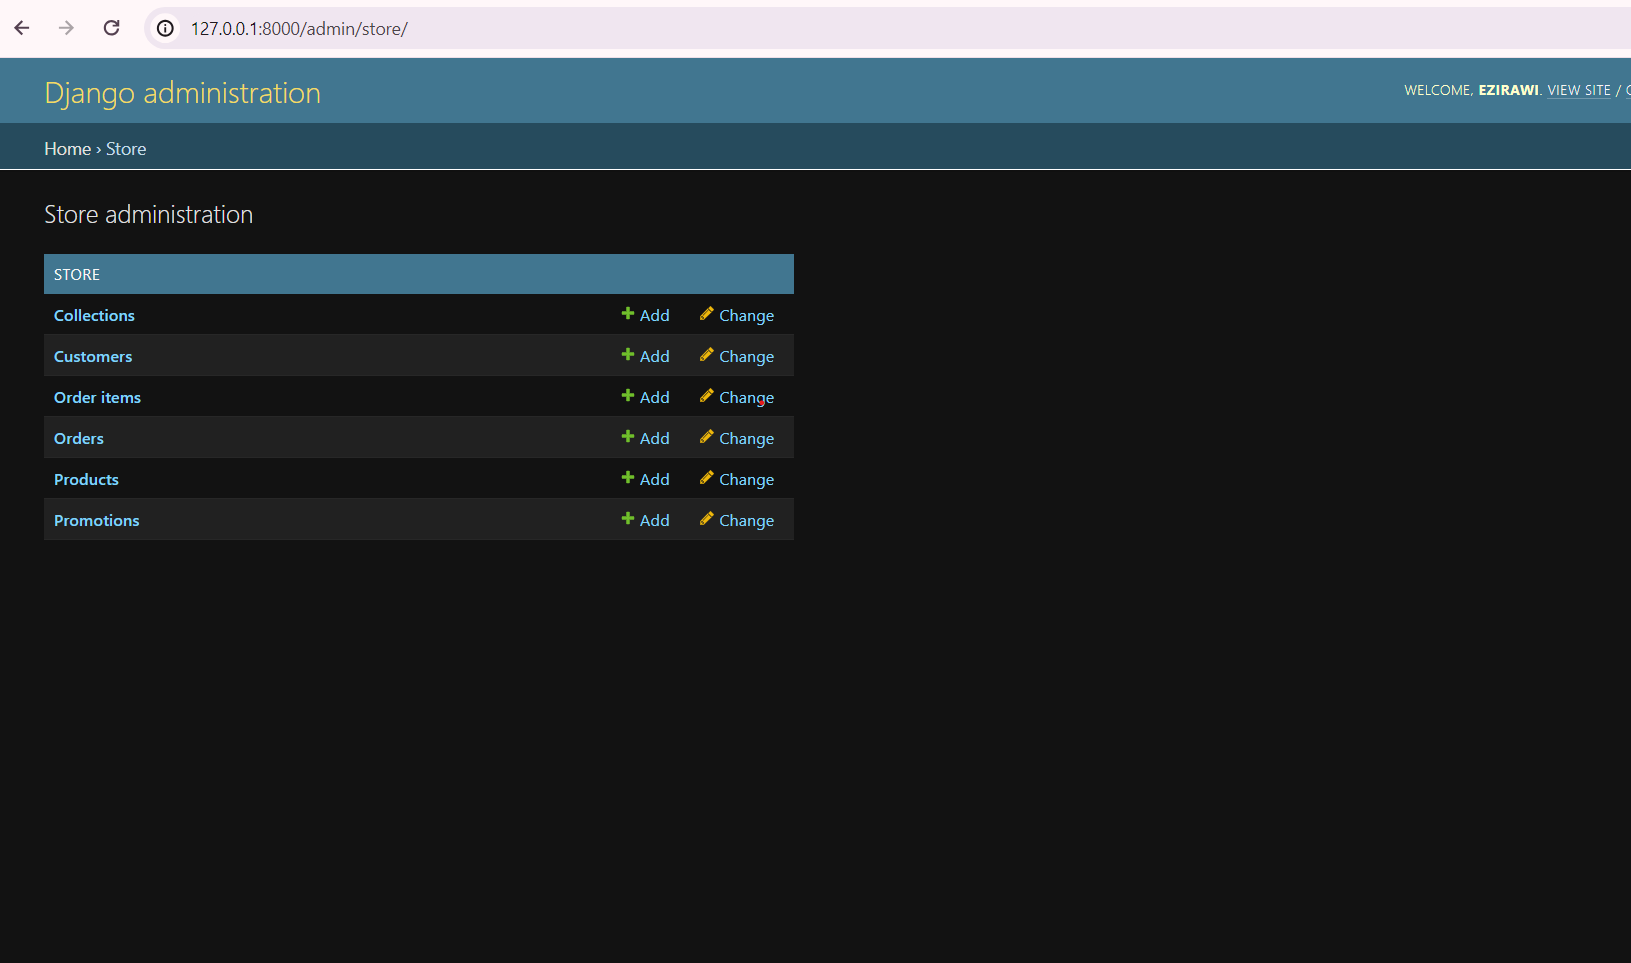 127.0.0.1:8000/admin/store/
Django administration
WELCOME, EZIRAWI. VIEW SITE /
Home › Store
Store administration
STORE
Collections Add Change
Customers Add Change
Order items Add Change
Orders Add Change
Products Add Change
Promotions Add Change